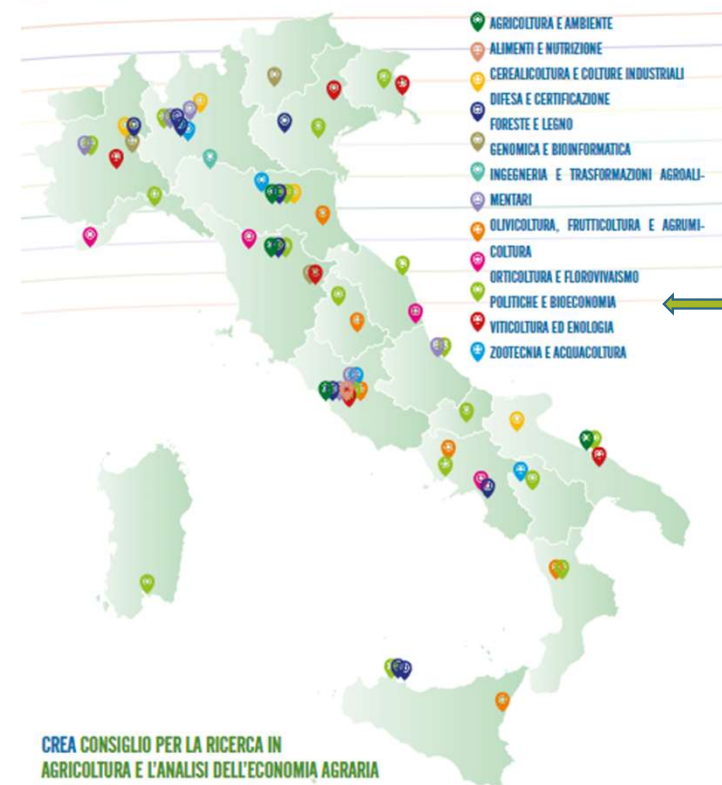 AGRICOLTURA E AMBIENTE
ALIMENTI E NUTRIZIONE
CEREALICOLTURA E COLTURE INDUSTRIALI
DIFESA E CERTIFICAZIONE
FORESTE E LEGNO
GENOMICA E BIOINFORMATICA
INGEGNERIA E TRASFORMAZIONI AGROALI-
MENTARI
OLIVICOLTURA, FRUTTICOLTURA E AGRUMI-
COLTURA
ORTICOLTURA E FLOROVIVAISMO
POLITICHE E BIOECONOMIA
VITICOLTURA ED ENOLOGIA
ZOOTECNIA E ACQUACOLTURA
CREA CONSIGLIO PER LA RICERCA IN
AGRICOLTURA E L'ANALISI DELL'ECONOMIA AGRARIA